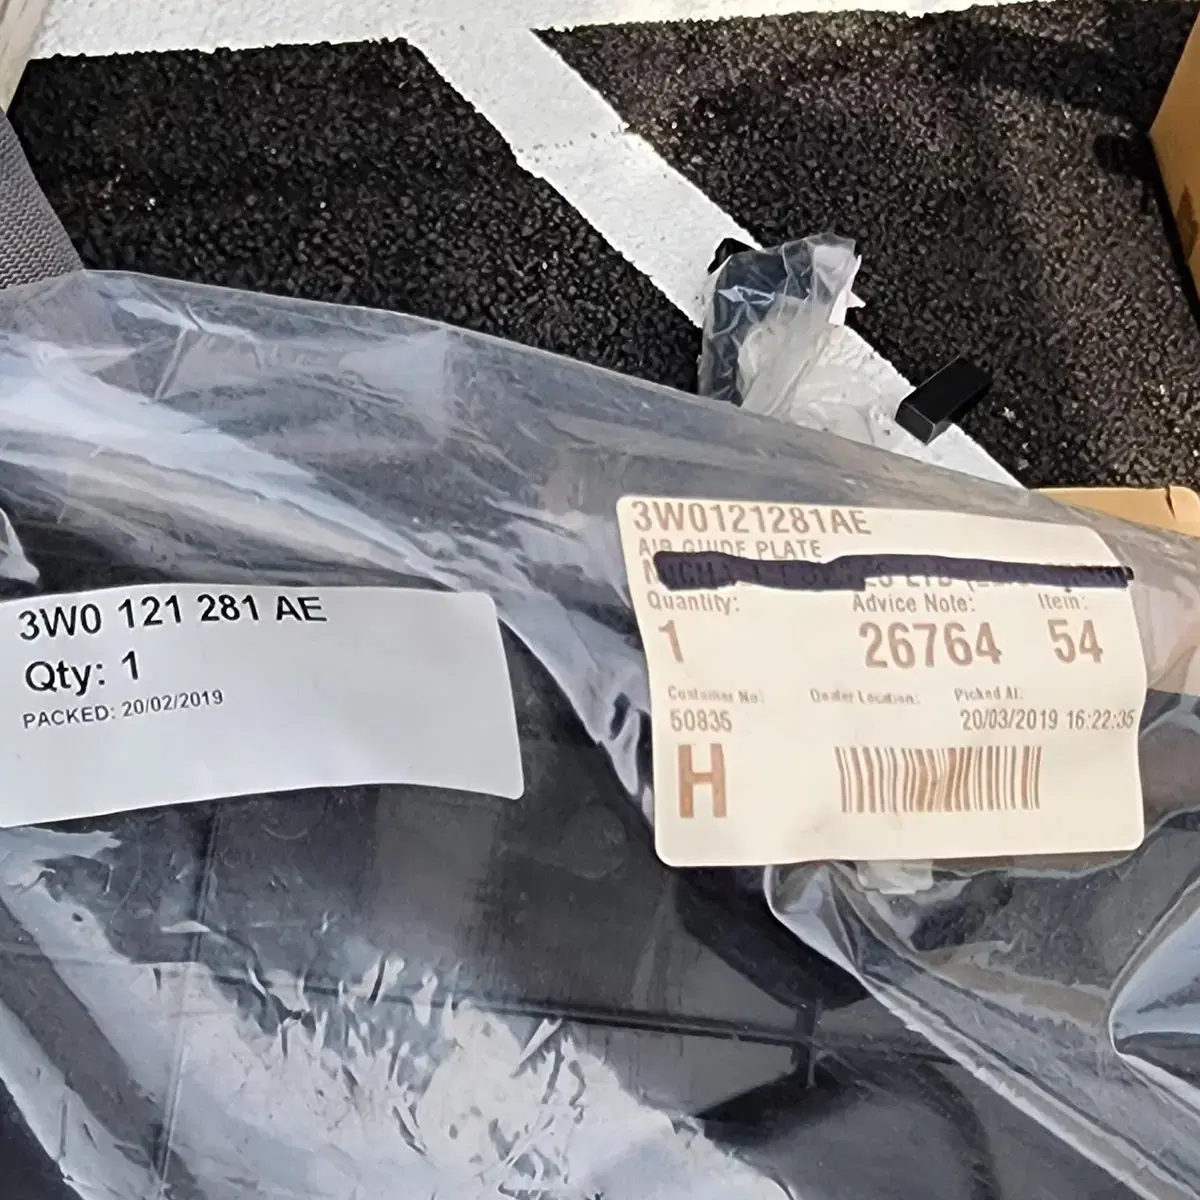 3W0 121 281 AE
Qty: 1
PACKED: 20/02/2019
3W0121281AE
AIR GUIDE PLATE
Quantity: Advice Note: Item:
1 26764 54
Customer No: Dealer Location: Picked At:
50835 20/03/2019 16:22:35
H